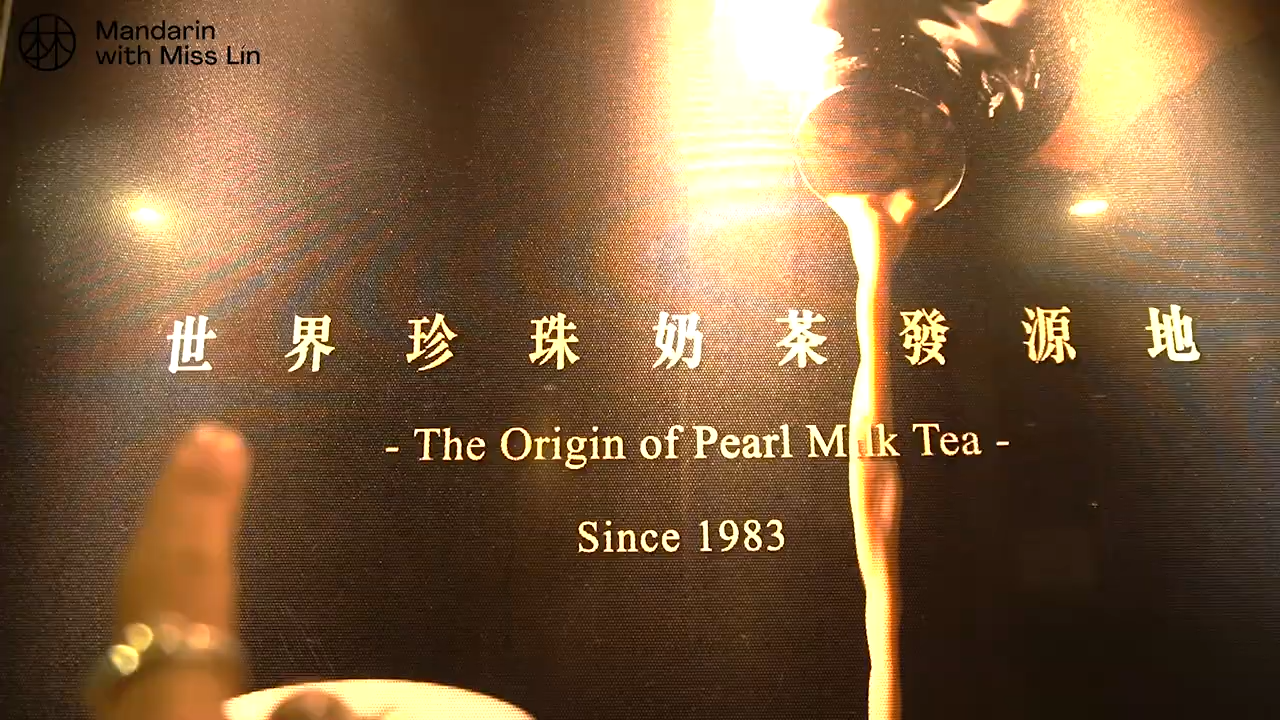 Mandarin
with Miss Lín
世界珍珠奶茶發源地
- The Origin of Pearl Milk Tea -
Since 1983